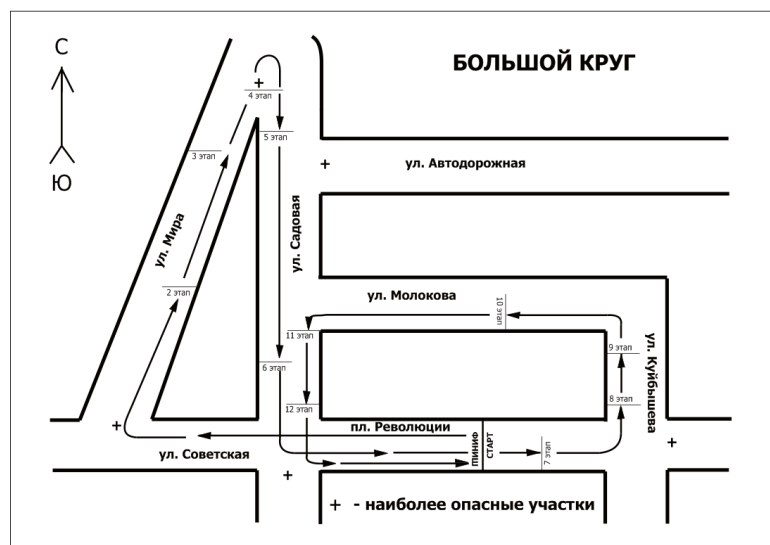 С
БОЛЬШОЙ КРУГ
+
4 этап
5 этап
3 этап
+
ул. Автодорожная
Ю
ул. Мира
ул. Садовая
2 этап
ул. Молокова
10 этап
11 этап
9 этап
ул. Куйбышева
6 этап
8 этап
12 этап
+
пл. Революции
ФИНИШ
СТАРТ
+
ул. Советская
7 этап
+
+ - наиболее опасные участки